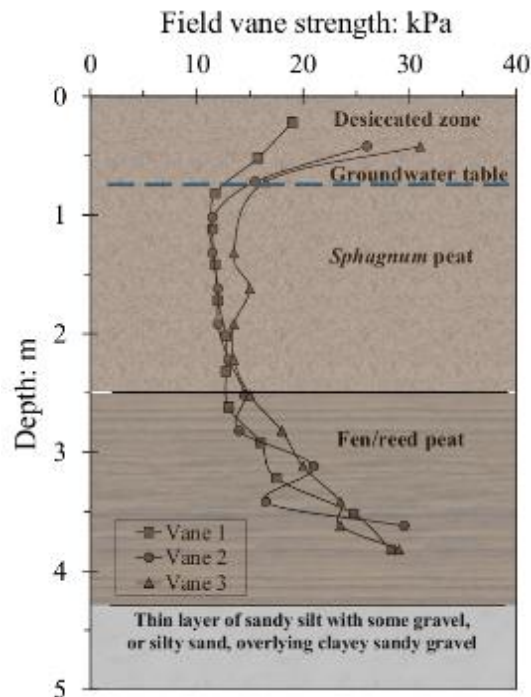 Field vane strength: kPa
0 10 20 30 40
0
Desiccated zone
Groundwater table
1
Sphagnum peat
2
Depth: m
3
Fen/reed peat
Vane 1
Vane 2
Vane 3
4
Thin layer of sandy silt with some gravel,
or silty sand, overlying clayey sandy gravel
5